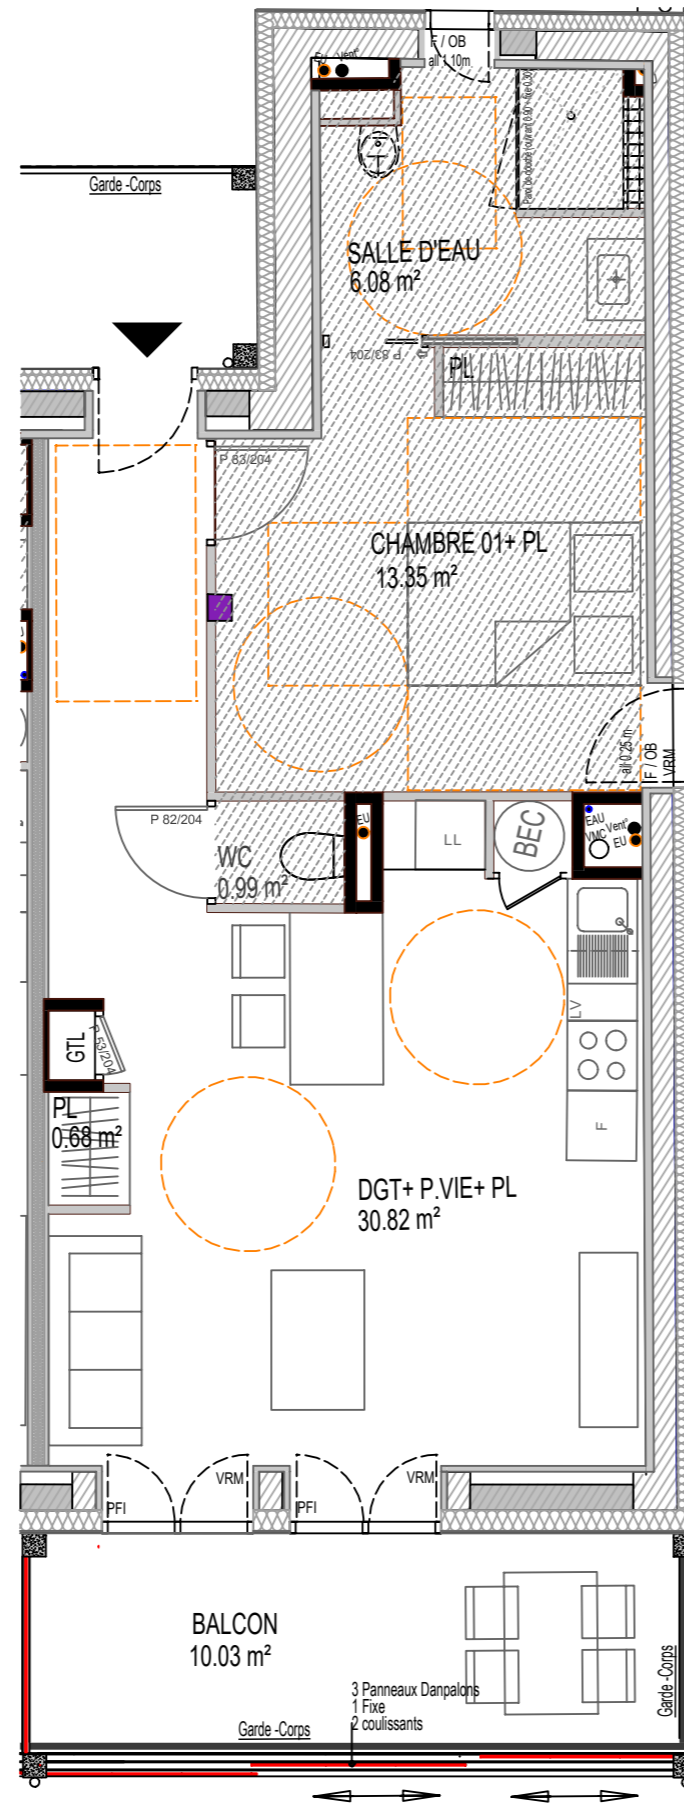 EU Vent°
F / OB
all 1.10m
Garde -Corps
SALLE D'EAU
6.08 m²
P 83/204
PL
P 83/204
CHAMBRE 01+ PL
13.35 m²
all 0.25 m
F / OB
VRM
P 82/204
WC
0.99 m²
EU
LL
BEC
EAU
VMC Vent°
EU
LV
GTL
P 53/204
F
PL
0.68 m²
DGT+ P.VIE+ PL
30.82 m²
VRM
VRM
PFI
PFI
BALCON
10.03 m²
Garde -Corps
3 Panneaux Danpalons
1 Fixe
2 coulissants
Garde -Corps